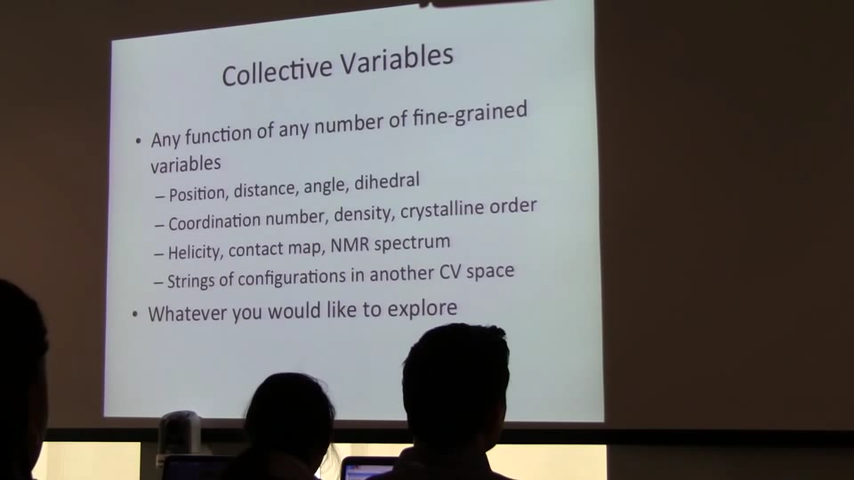 Collective Variables
• Any function of any number of fine-grained
variables
– Position, distance, angle, dihedral
– Coordination number, density, crystalline order
– Helicity, contact map, NMR spectrum
– Strings of configurations in another CV space
• Whatever you would like to explore